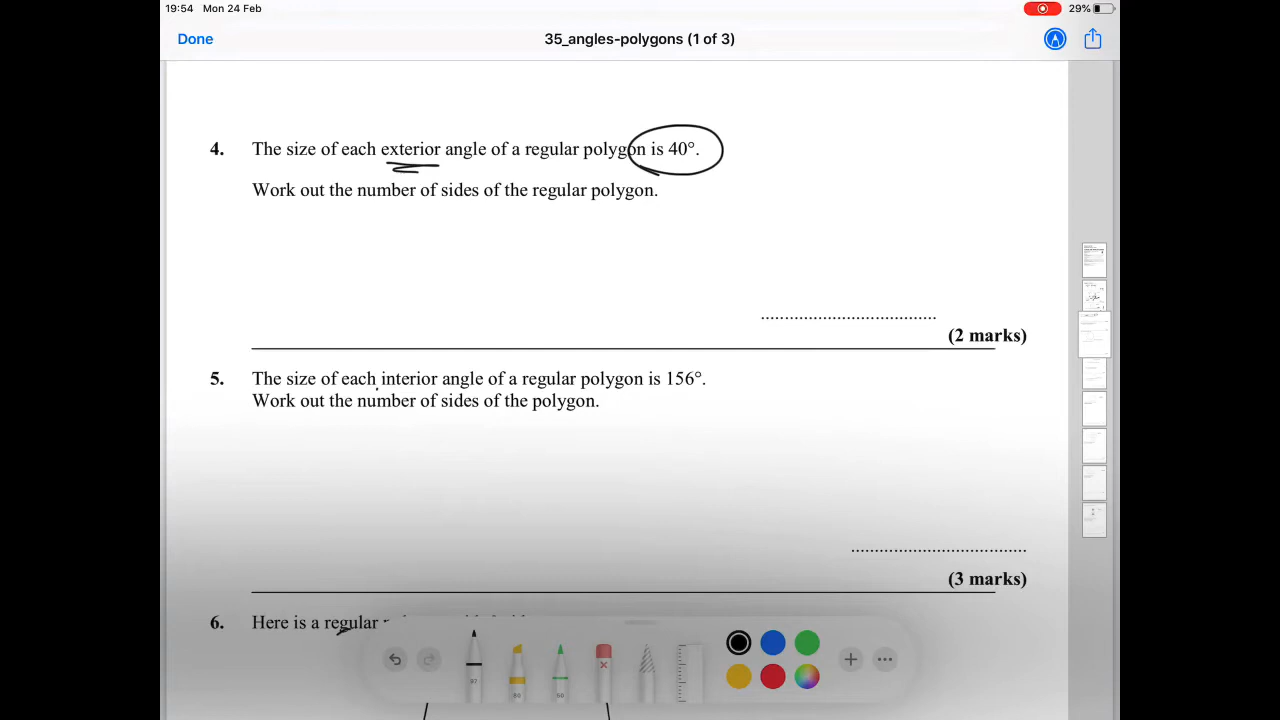 19:54 Mon 24 Feb
29%
Done
35_angles-polygons (1 of 3)
4. The size of each exterior angle of a regular polygon is 40°.
Work out the number of sides of the regular polygon.
(2 marks)
5. The size of each interior angle of a regular polygon is 156°.
Work out the number of sides of the polygon.
(3 marks)
6. Here is a regular
97
80
50